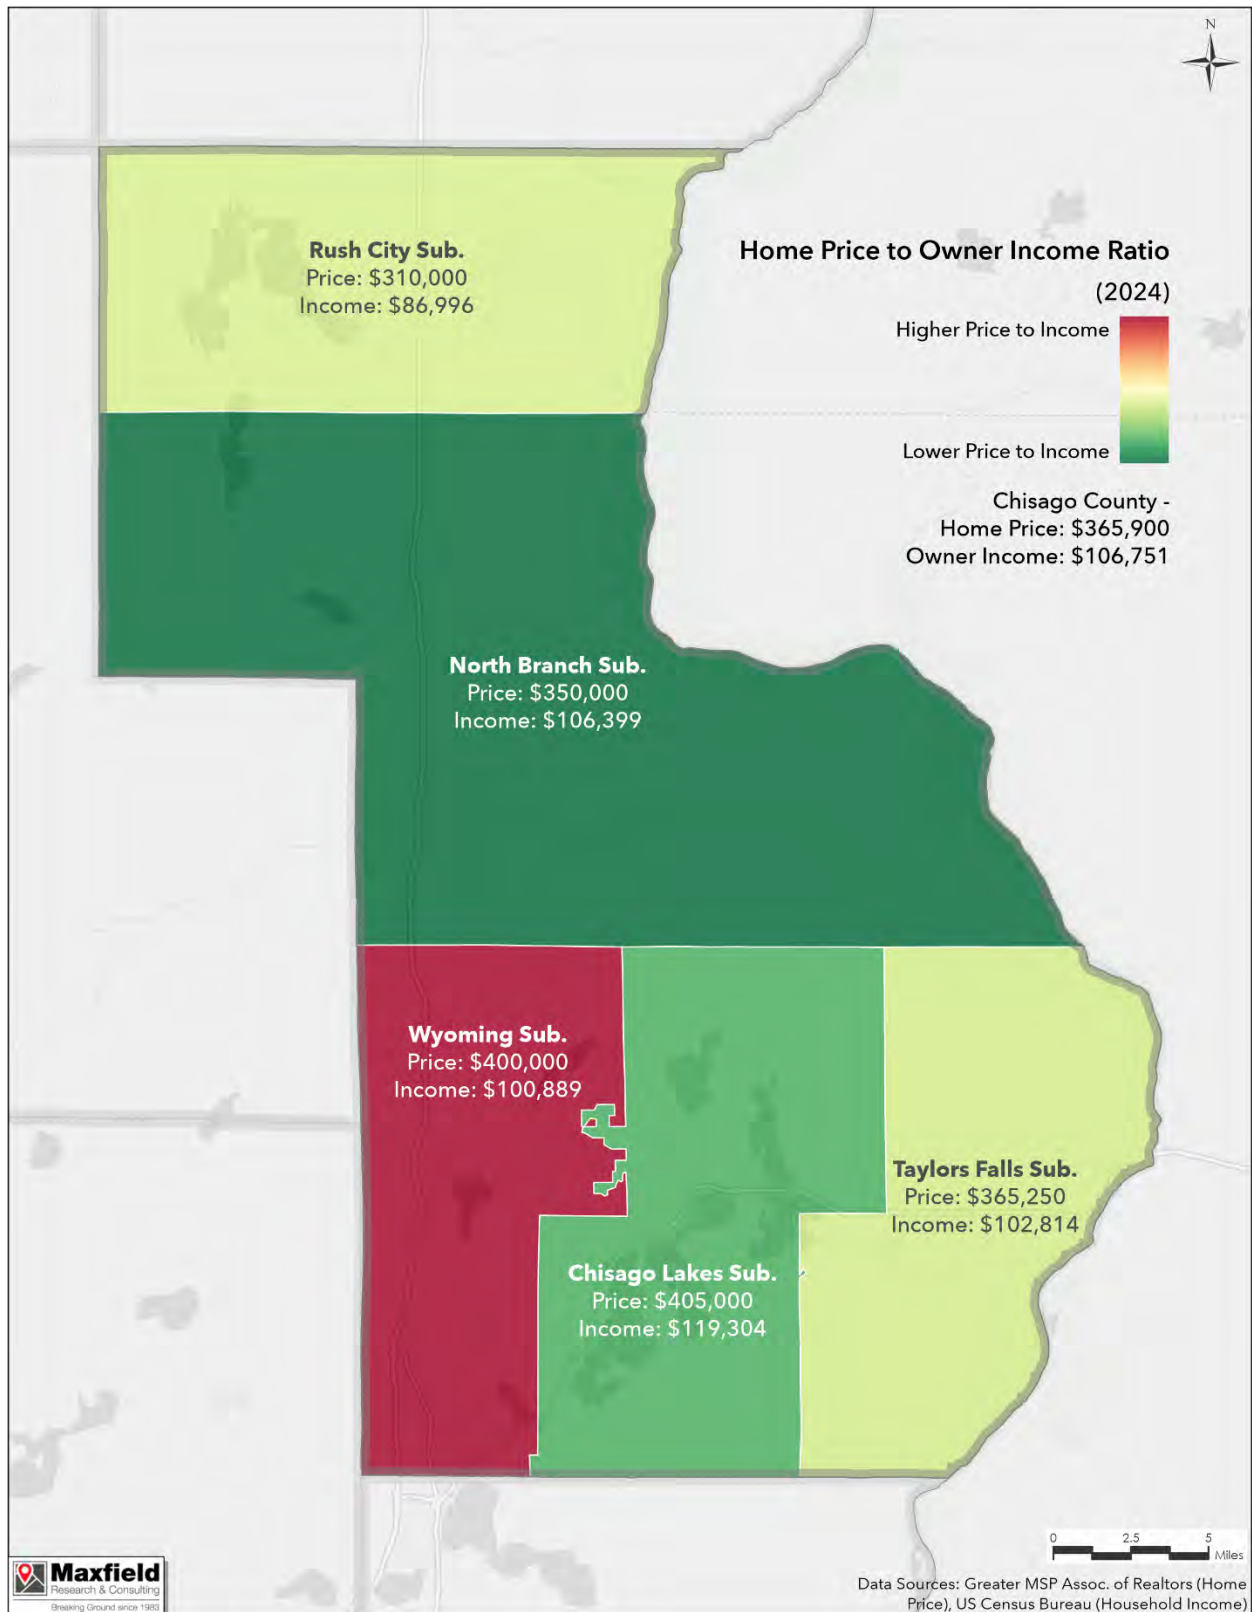 N
Rush City Sub.
Price: $310,000
Income: $86,996
Home Price to Owner Income Ratio
(2024)
Higher Price to Income
Lower Price to Income
Chisago County -
Home Price: $365,900
Owner Income: $106,751
North Branch Sub.
Price: $350,000
Income: $106,399
Wyoming Sub.
Price: $400,000
Income: $100,889
Taylors Falls Sub.
Price: $365,250
Income: $102,814
Chisago Lakes Sub.
Price: $405,000
Income: $119,304
0 2.5 5
Miles
Maxfield
Research & Consulting
Breaking Ground since 1983
Data Sources: Greater MSP Assoc. of Realtors (Home
Price), US Census Bureau (Household Income)